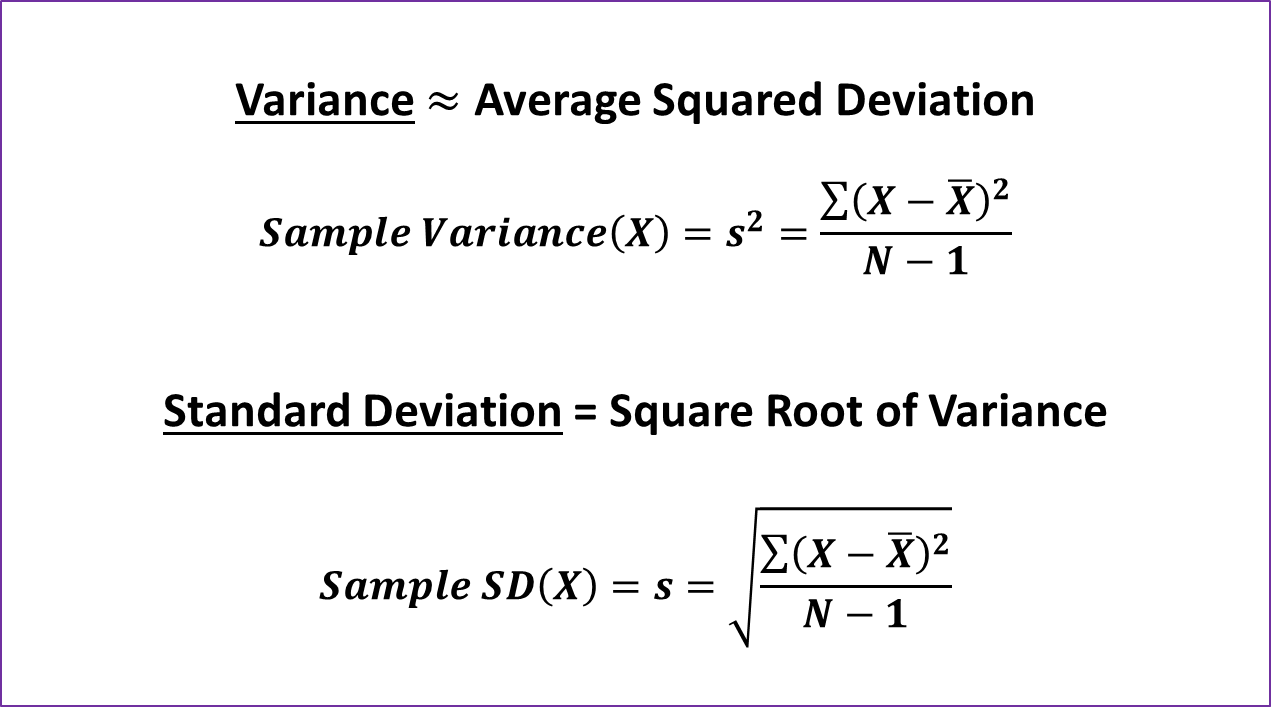 Variance ≈ Average Squared Deviation
Sample Variance(X) = s² = ∑(X − X̅)² / N − 1
Standard Deviation = Square Root of Variance
Sample SD(X) = s = √(∑(X − X̅)² / N − 1)